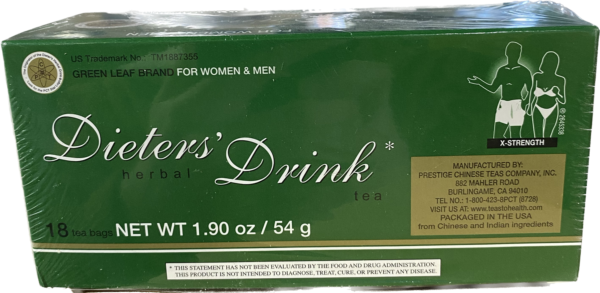 US Trademark No.: TM1887355
GREEN LEAF BRAND FOR WOMEN & MEN
® 2645338
X-STRENGTH
Dieters' Drink*
herbal
tea
MANUFACTURED BY:
PRESTIGE CHINESE TEAS COMPANY, INC.
882 MAHLER ROAD
BURLINGAME, CA 94010
TEL NO.: 1-800-423-8PCT (8728)
VISIT US AT: www.teastohealth.com
PACKAGED IN THE USA
from Chinese and Indian ingredients
18 tea bags NET WT 1.90 oz / 54 g
* THIS STATEMENT HAS NOT BEEN EVALUATED BY THE FOOD AND DRUG ADMINISTRATION.
THIS PRODUCT IS NOT INTENDED TO DIAGNOSE, TREAT, CURE, OR PREVENT ANY DISEASE.